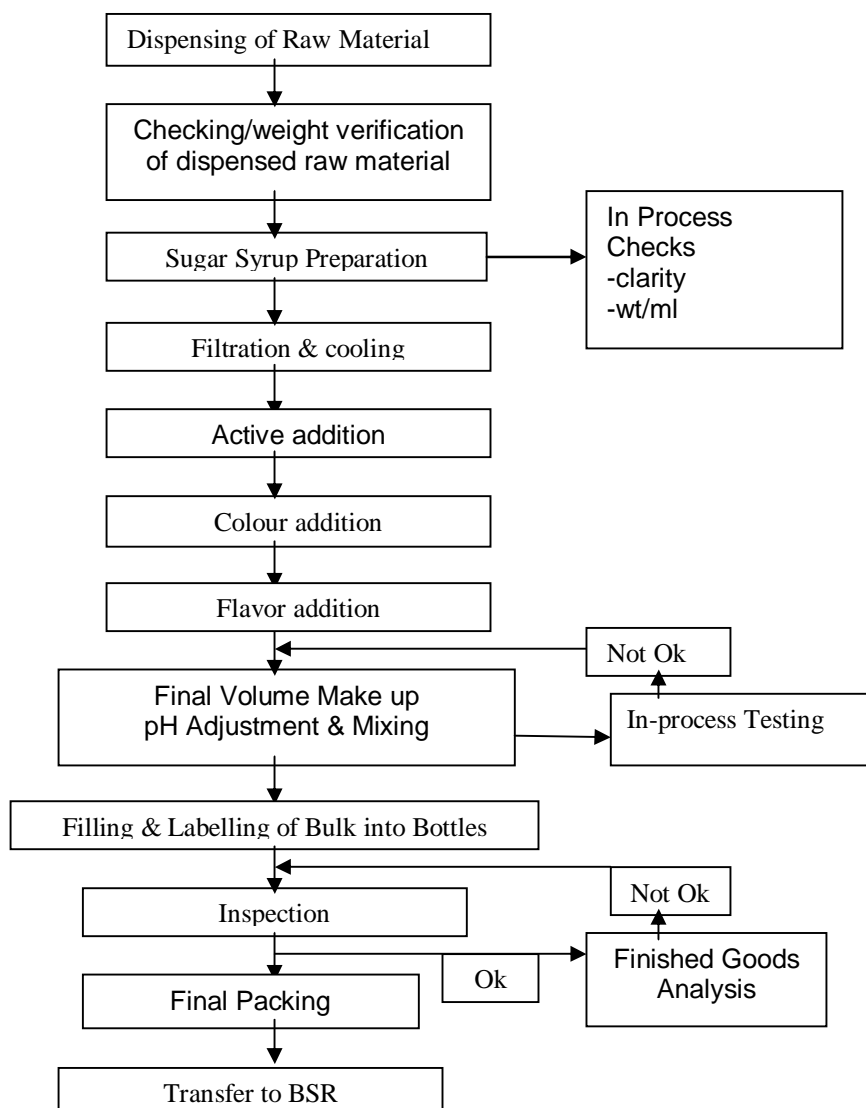 Dispensing of Raw Material
Checking/weight verification
of dispensed raw material
Sugar Syrup Preparation
In Process
Checks
-clarity
-wt/ml
Filtration & cooling
Active addition
Colour addition
Flavor addition
Not Ok
Final Volume Make up
pH Adjustment & Mixing
In-process Testing
Filling & Labelling of Bulk into Bottles
Not Ok
Inspection
Ok
Finished Goods
Analysis
Final Packing
Transfer to BSR